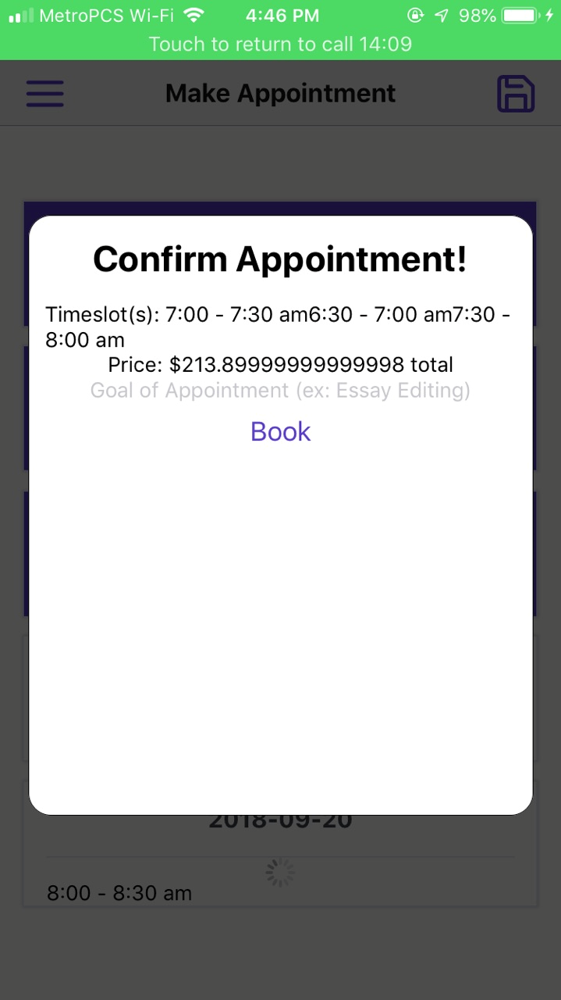 MetroPCS Wi-Fi 4:46 PM 98%
Touch to return to call 14:09
Make Appointment
Confirm Appointment!
Timeslot(s): 7:00 - 7:30 am6:30 - 7:00 am7:30 -
8:00 am
Price: $213.89999999999998 total
Goal of Appointment (ex: Essay Editing)
Book
2018-09-20
8:00 - 8:30 am